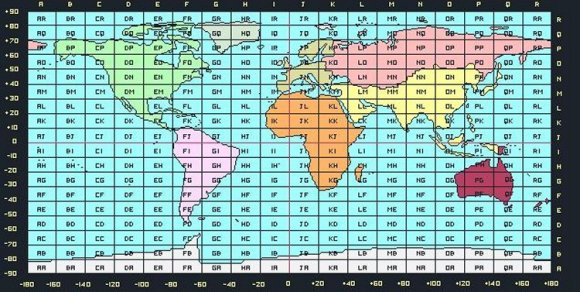 A B C D E F G H I J K L M N O P Q R
+90
AR BR CR DR ER FR GR HR IR JR KR LR MR NR OR PR QR RR R
+80
AQ BQ CQ DQ EQ FQ GQ HQ IQ JQ KQ LQ MQ NQ OQ PQ QQ RQ Q
+70
AP BP CP DP EP FP GP HP IP JP KP LP MP NP OP PP QP RP P
+60
AO BO CO DO EO FO GO HO IO JO KO LO MO NO OO PO QO RO O
+50
AN BN CN DN EN FN GN HN IN JN KN LN MN NN ON PN QN RN N
+40
AM BM CM DM EM FM GM HM IM JM KM LM MM NM OM PM QM RM M
+30
AL BL CL DL EL FL GL HL IL JL KL LL ML NL OL PL QL RL L
+20
AK BK CK DK EK FK GK HK IK JK KK LK MK NK OK PK QK RK K
+10
AJ BJ CJ DJ EJ FJ GJ HJ IJ JJ KJ LJ MJ NJ OJ PJ QJ RJ J
0
AI BI CI DI EI FI GI HI II JI KI LI MI NI OI PI QI RI I
-10
AH BH CH DH EH FH GH HH IH JH KH LH MH NH OH PH QH RH H
-20
AG BG CG DG EG FG GG HG IG JG KG LG MG NG OG PG QG RG G
-30
AF BF CF DF EF FF GF HF IF JF KF LF MF NF OF PF QF RF F
-40
AE BE CE DE EE FE GE HE IE JE KE LE ME NE OE PE QE RE E
-50
AD BD CD DD ED FD GD HD ID JD KD LD MD ND OD PD QD RD D
-60
AC BC CC DC EC FC GC HC IC JC KC LC MC NC OC PC QC RC C
-70
AB BB CB DB EB FB GB HB IB JB KB LB MB NB OB PB QB RB B
-80
AA BA CA DA EA FA GA HA IA JA KA LA MA NA OA PA QA RA A
-90
-180 -160 -140 -120 -100 -80 -60 -40 -20 0 +20 +40 +60 +80 +100 +120 +140 +160 +180